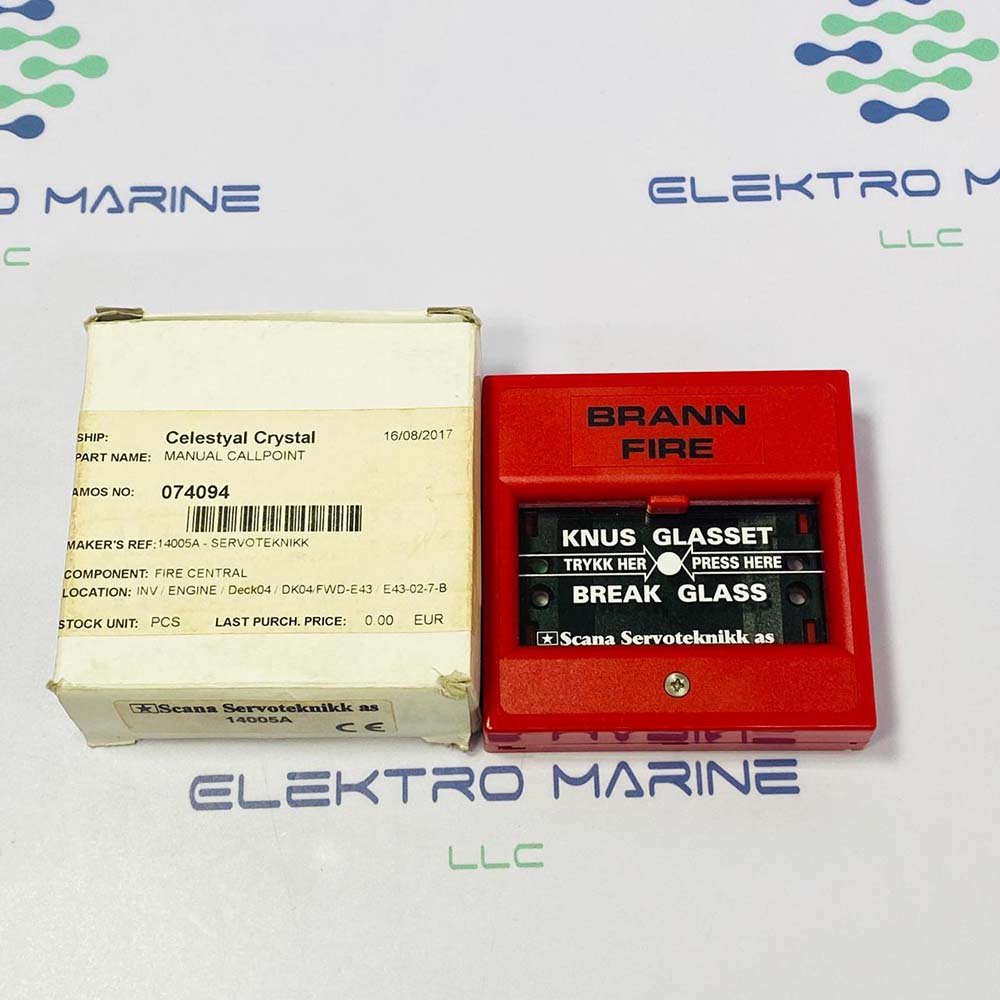 O MARINE
LLC
ELEKTRO M
LLC
SHIP: Celestyal Crystal 16/08/2017
PART NAME: MANUAL CALLPOINT
AMOS NO: 074094
MAKER'S REF: 14005A - SERVOTEKNIKK
COMPONENT: FIRE CENTRAL
LOCATION: INV / ENGINE / Deck04 / DK04/FWD-E43 / E43-02-7-B
STOCK UNIT: PCS LAST PURCH. PRICE: 0.00 EUR
Scana Servoteknikk as
14005A
CE
BRANN
FIRE
KNUS GLASSET
TRYKK HER PRESS HERE
BREAK GLASS
Scana Servoteknikk as
ELEKTRO MARINE
LLC